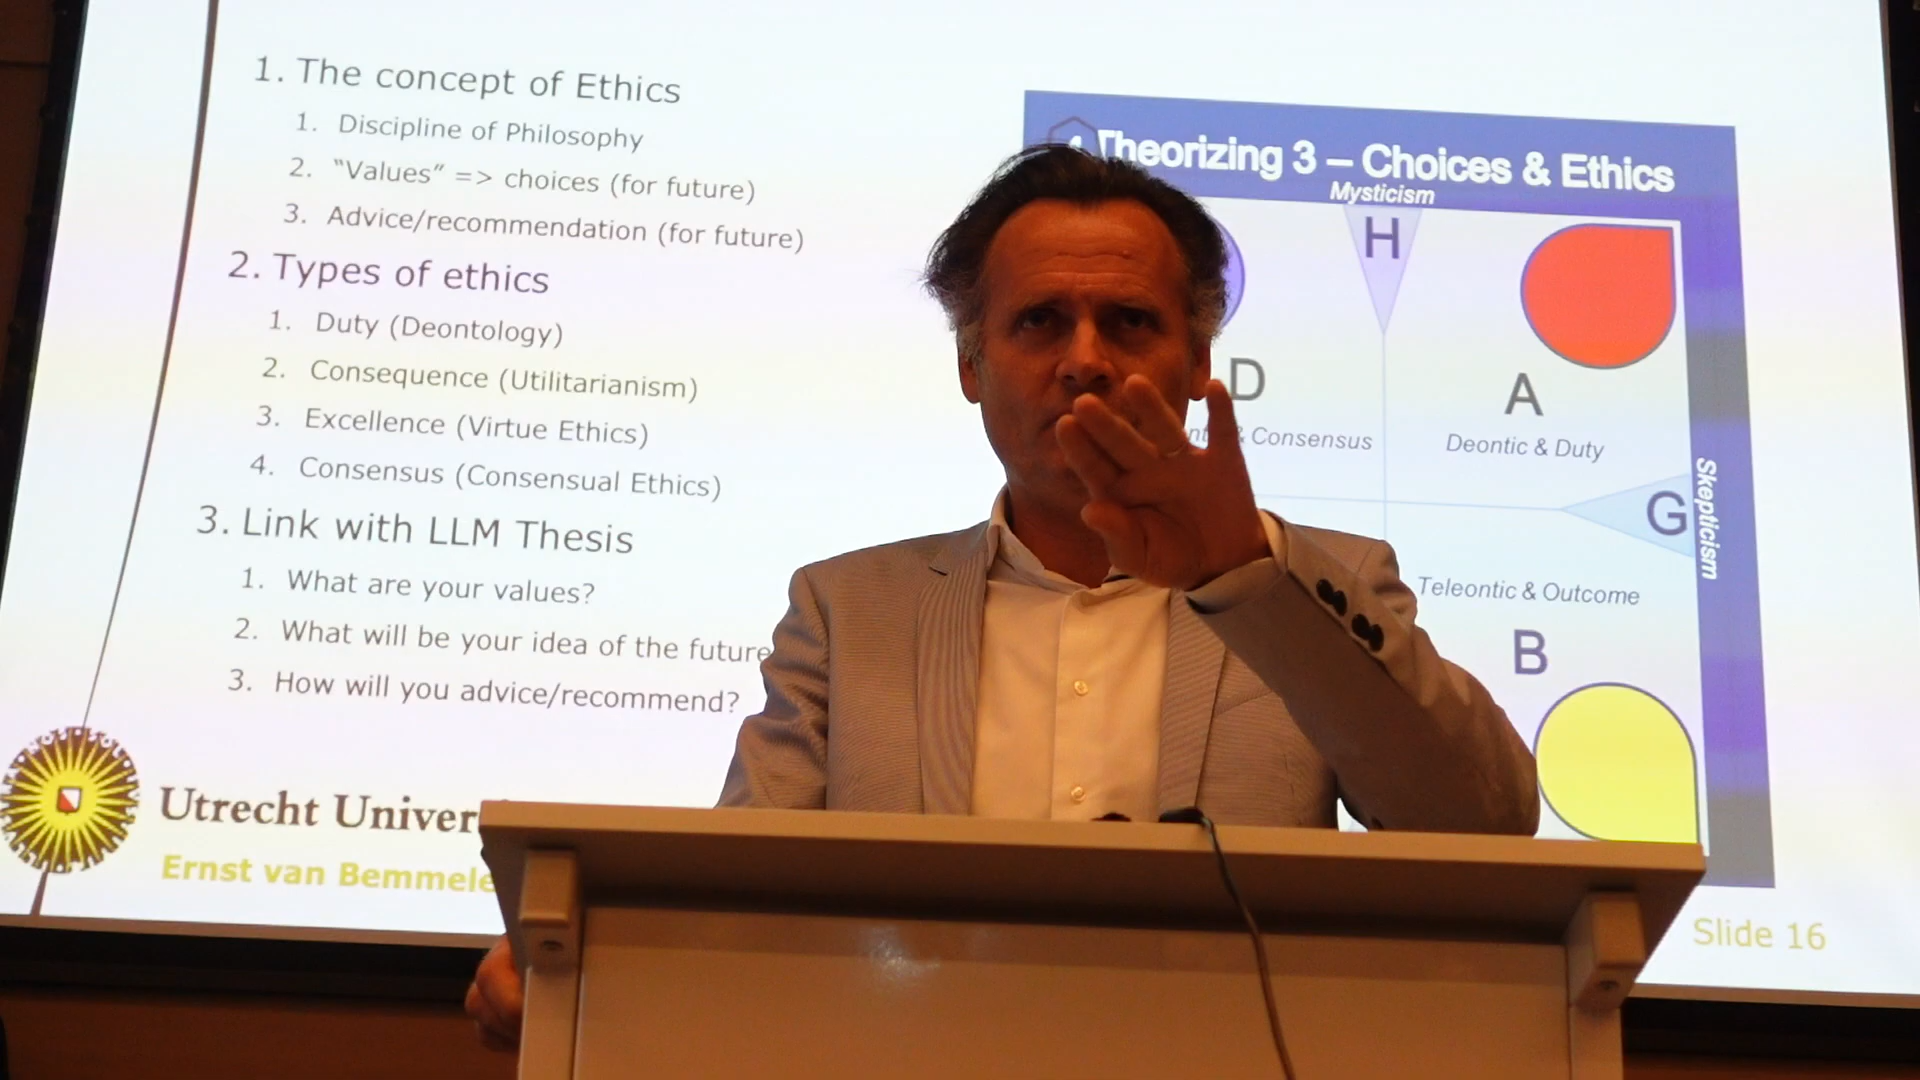 1. The concept of Ethics
1. Discipline of Philosophy
2. "Values" => choices (for future)
3. Advice/recommendation (for future)
2. Types of ethics
1. Duty (Deontology)
2. Consequence (Utilitarianism)
3. Excellence (Virtue Ethics)
4. Consensus (Consensual Ethics)
3. Link with LLM Thesis
1. What are your values?
2. What will be your idea of the future
3. How will you advice/recommend?
Utrecht
Ernst van
Theorizing 3 – Choices & Ethics
Mysticism
H
D
A
& Consensus
Deontic & Duty
G
Skepticism
Teleontic & Outcome
B
Slide 16